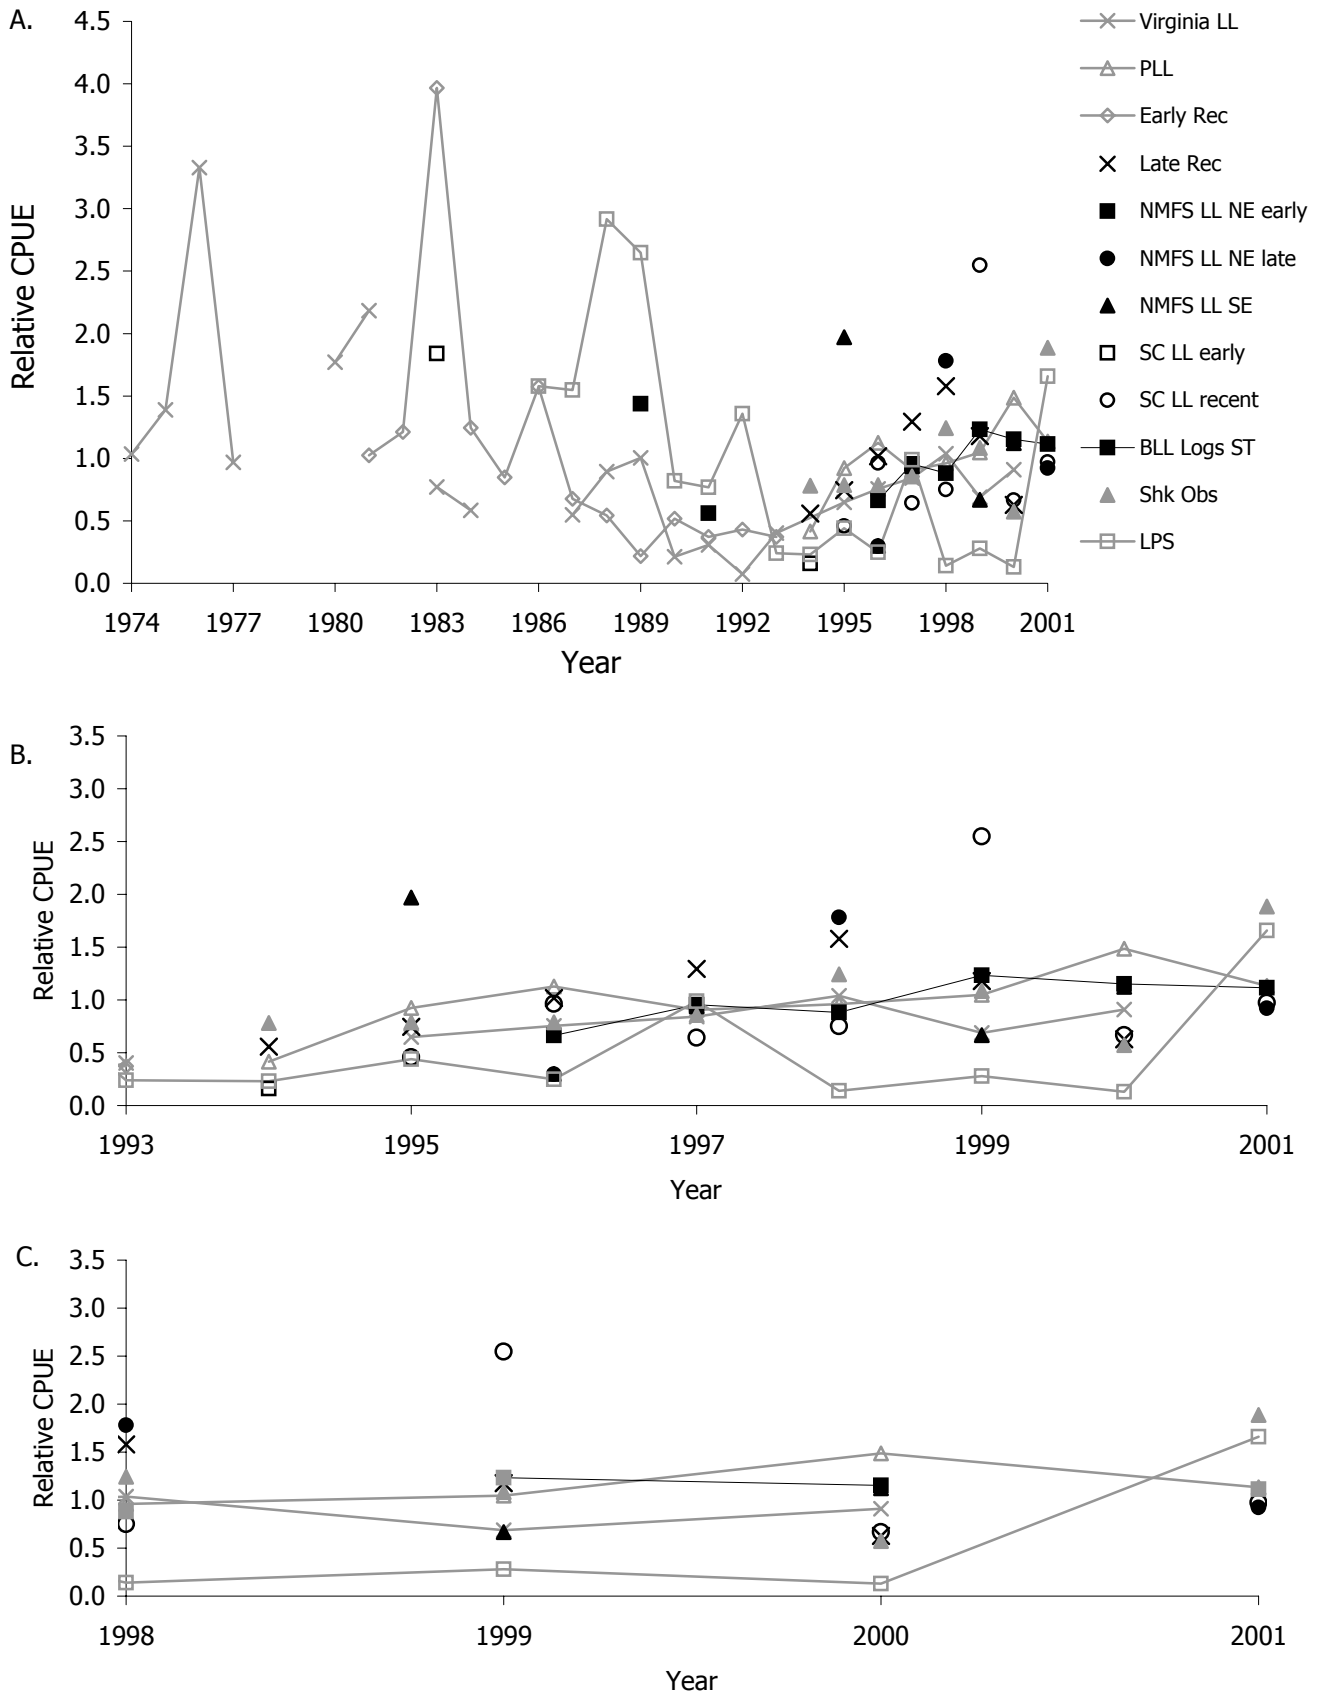 A.
4.5
4.0
3.5
3.0
2.5
2.0
1.5
1.0
0.5
0.0
Relative CPUE
1974 1977 1980 1983 1986 1989 1992 1995 1998 2001
Year
Virginia LL
PLL
Early Rec
Late Rec
NMFS LL NE early
NMFS LL NE late
NMFS LL SE
SC LL early
SC LL recent
BLL Logs ST
Shk Obs
LPS
B.
3.5
3.0
2.5
2.0
1.5
1.0
0.5
0.0
Relative CPUE
1993 1995 1997 1999 2001
Year
C.
3.5
3.0
2.5
2.0
1.5
1.0
0.5
0.0
Relative CPUE
1998 1999 2000 2001
Year